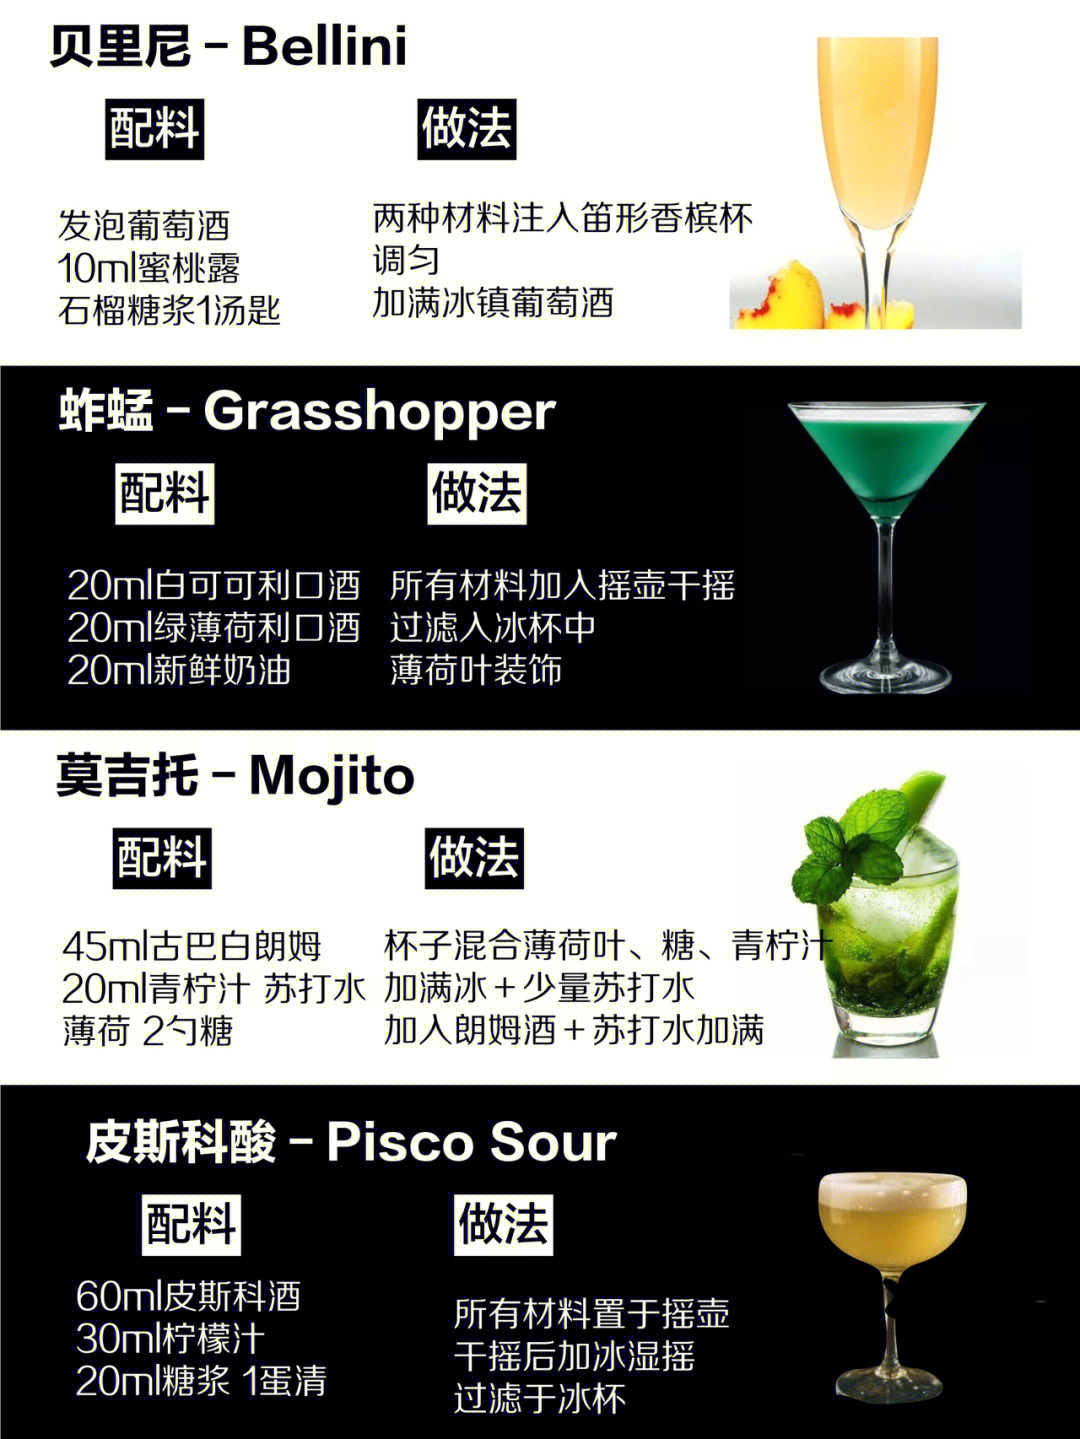 贝里尼 – Bellini
配料
做法
发泡葡萄酒
10ml蜜桃露
石榴糖浆1汤匙
两种材料注入笛形香槟杯
调匀
加满冰镇葡萄酒
蚱蜢 – Grasshopper
配料
做法
20ml白可可利口酒
20ml绿薄荷利口酒
20ml新鲜奶油
所有材料加入摇壶干摇
过滤入冰杯中
薄荷叶装饰
莫吉托 – Mojito
配料
做法
45ml古巴白朗姆
20ml青柠汁 苏打水
薄荷 2勺糖
杯子混合薄荷叶、糖、青柠汁
加满冰+少量苏打水
加入朗姆酒+苏打水加满
皮斯科酸 – Pisco Sour
配料
做法
60ml皮斯科酒
30ml柠檬汁
20ml糖浆 1蛋清
所有材料置于摇壶
干摇后加冰湿摇
过滤于冰杯